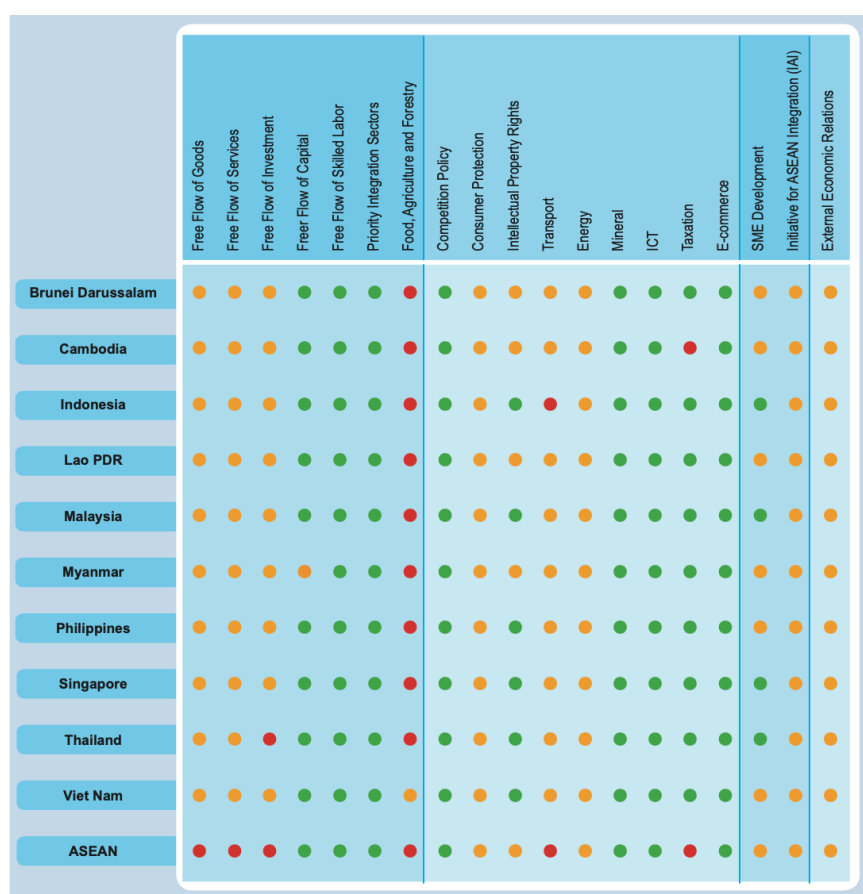 Free Flow of Goods
Free Flow of Services
Free Flow of Investment
Freer Flow of Capital
Free Flow of Skilled Labor
Priority Integration Sectors
Food, Agriculture and Forestry
Competition Policy
Consumer Protection
Intellectual Property Rights
Transport
Energy
Mineral
ICT
Taxation
E-commerce
SME Development
Initiative for ASEAN Integration (IAI)
External Economic Relations
Brunei Darussalam
Cambodia
Indonesia
Lao PDR
Malaysia
Myanmar
Philippines
Singapore
Thailand
Viet Nam
ASEAN